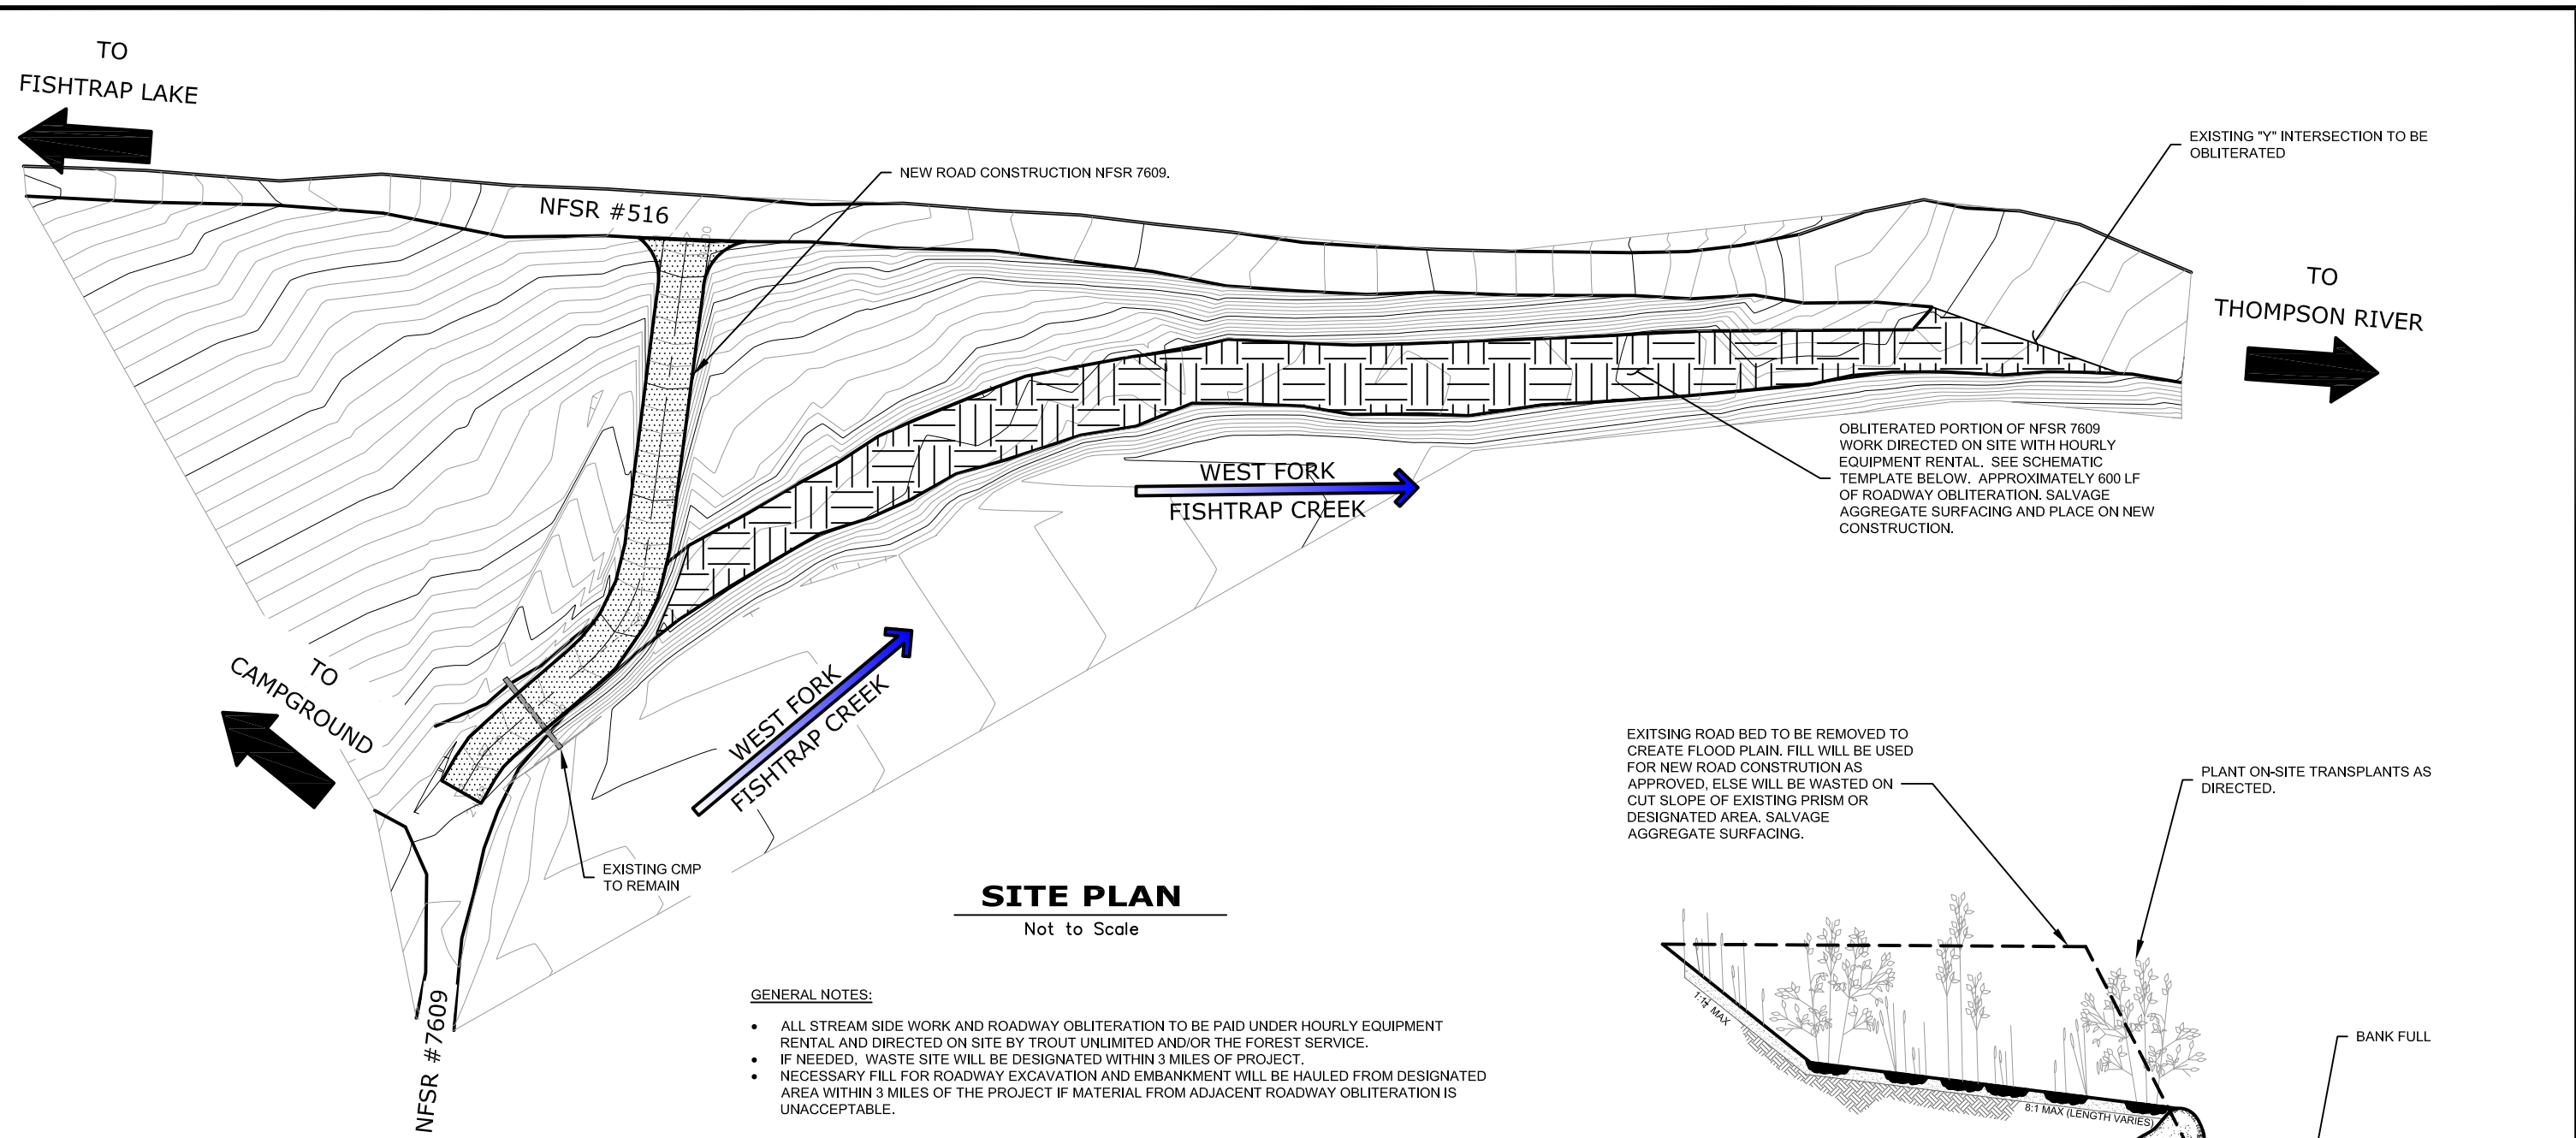 TO
FISHTRAP LAKE
NEW ROAD CONSTRUCTION NFSR 7609.
NFSR #516
EXISTING "Y" INTERSECTION TO BE
OBLITERATED
TO
THOMPSON RIVER
OBLITERATED PORTION OF NFSR 7609
WORK DIRECTED ON SITE WITH HOURLY
EQUIPMENT RENTAL. SEE SCHEMATIC
TEMPLATE BELOW. APPROXIMATELY 600 LF
OF ROADWAY OBLITERATION. SALVAGE
AGGREGATE SURFACING AND PLACE ON NEW
CONSTRUCTION.
WEST FORK
FISHTRAP CREEK
WEST FORK
FISHTRAP CREEK
TO
CAMPGROUND
EXISTING CMP
TO REMAIN
NFSR #7609
SITE PLAN
Not to Scale
GENERAL NOTES:
• ALL STREAM SIDE WORK AND ROADWAY OBLITERATION TO BE PAID UNDER HOURLY EQUIPMENT
RENTAL AND DIRECTED ON SITE BY TROUT UNLIMITED AND/OR THE FOREST SERVICE.
• IF NEEDED, WASTE SITE WILL BE DESIGNATED WITHIN 3 MILES OF PROJECT.
• NECESSARY FILL FOR ROADWAY EXCAVATION AND EMBANKMENT WILL BE HAULED FROM DESIGNATED
AREA WITHIN 3 MILES OF THE PROJECT IF MATERIAL FROM ADJACENT ROADWAY OBLITERATION IS
UNACCEPTABLE.
EXITSING ROAD BED TO BE REMOVED TO
CREATE FLOOD PLAIN. FILL WILL BE USED
FOR NEW ROAD CONSTRUTION AS
APPROVED, ELSE WILL BE WASTED ON
CUT SLOPE OF EXISTING PRISM OR
DESIGNATED AREA. SALVAGE
AGGREGATE SURFACING.
PLANT ON-SITE TRANSPLANTS AS
DIRECTED.
BANK FULL
1:1½ MAX
8:1 MAX (LENGTH VARIES)